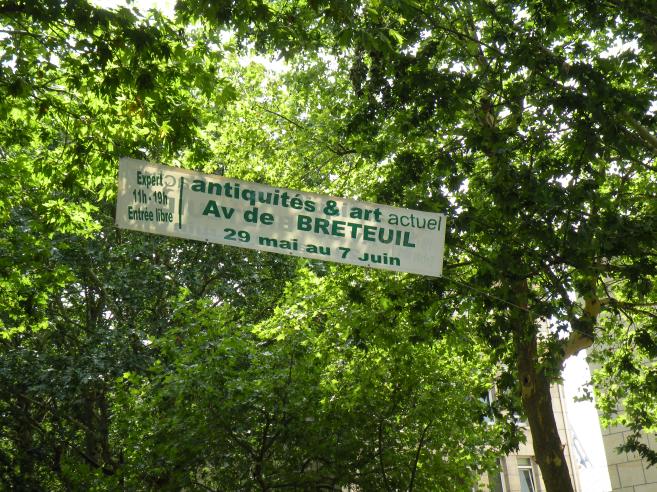 Expert
11h - 19h
Entrée libre
antiquités & art actuel
Av de BRETEUIL
29 mai au 7 Juin